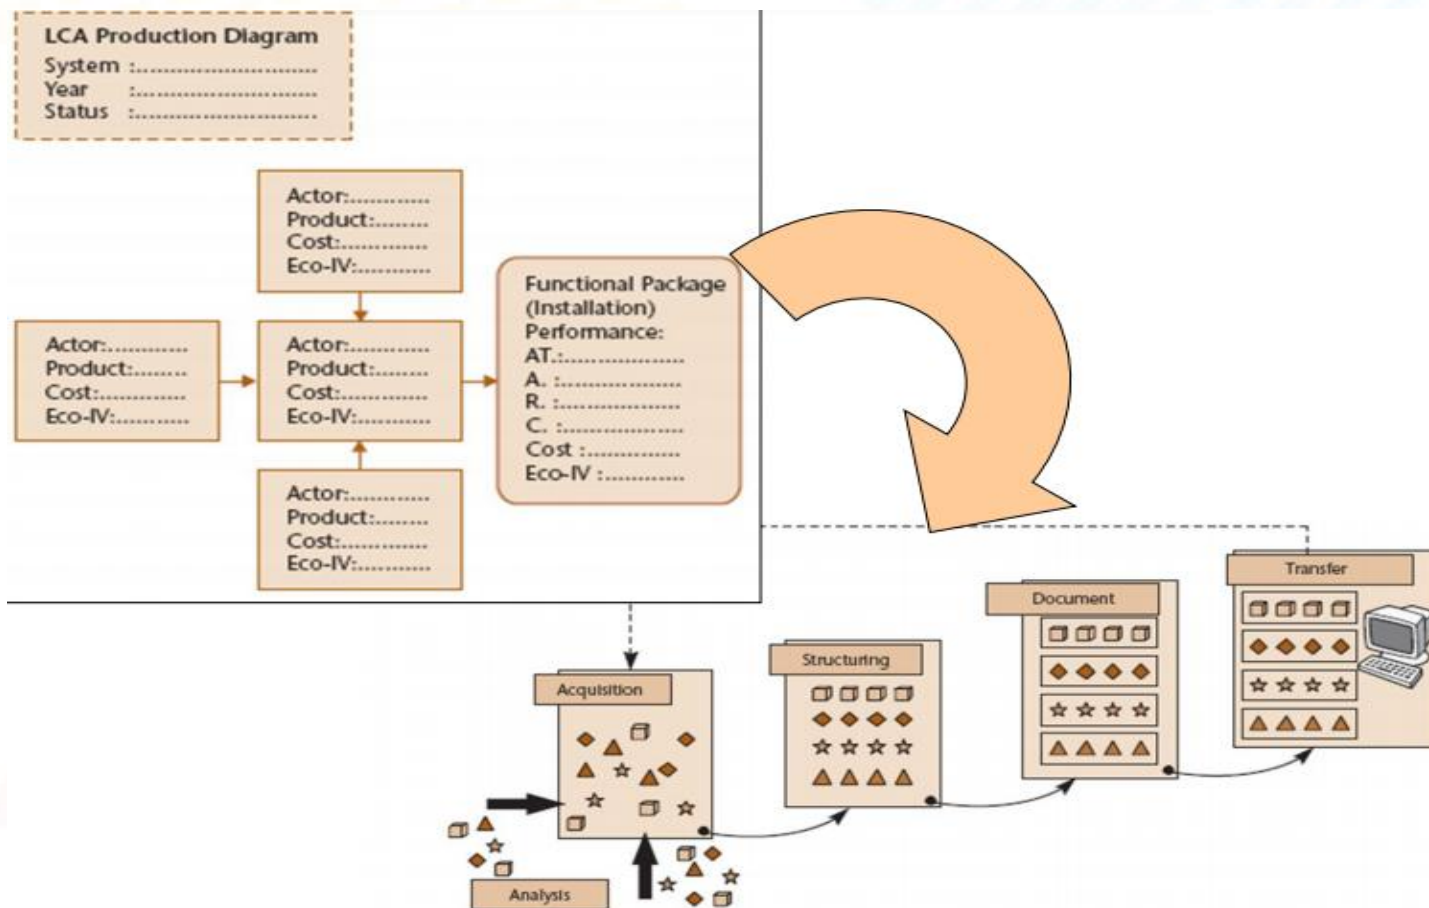 LCA Production Diagram
System :............................
Year :............................
Status :............................
Actor:............
Product:........
Cost:.............
Eco-IV:...........
Actor:............
Product:........
Cost:.............
Eco-IV:...........
Actor:............
Product:........
Cost:.............
Eco-IV:...........
Actor:............
Product:........
Cost:.............
Eco-IV:...........
Functional Package
(Installation)
Performance:
AT.:..................
A. :..................
R. :..................
C. :..................
Cost :..............
Eco-IV :............
Transfer
Document
Structuring
Acquisition
Analysis